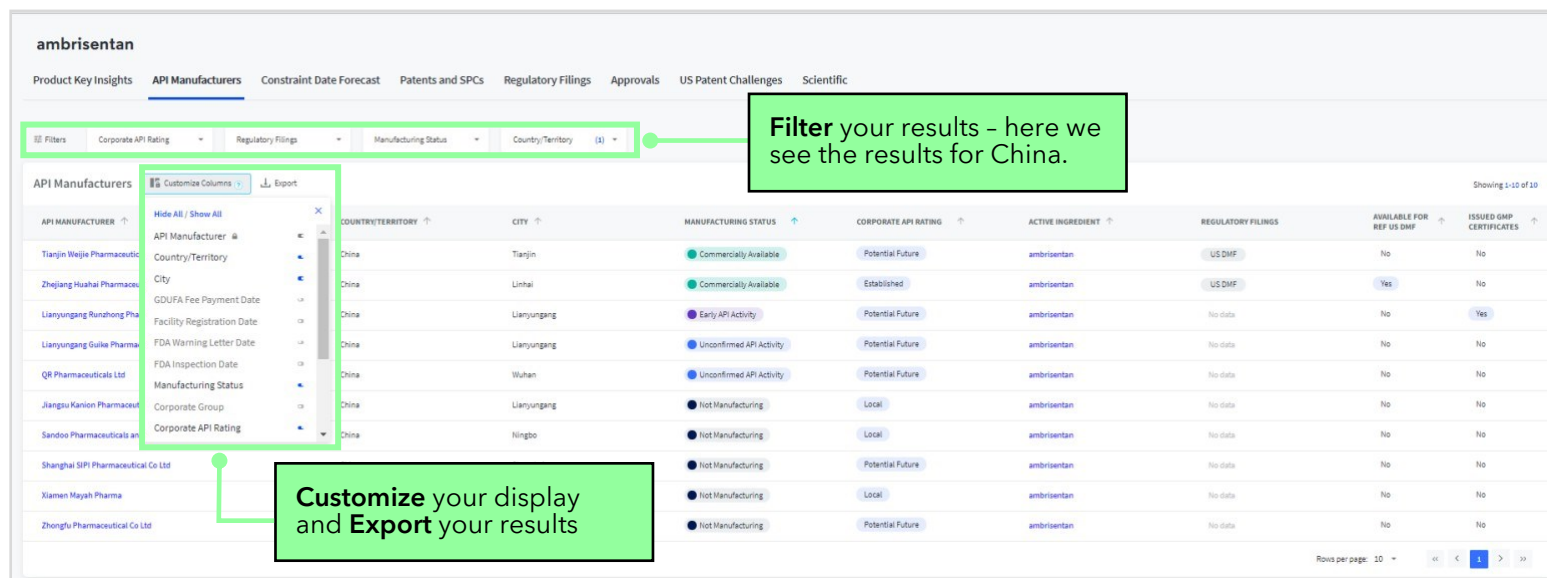 ambrisentan
Product Key Insights API Manufacturers Constraint Date Forecast Patents and SPCs Regulatory Filings Approvals US Patent Challenges Scientific
Filter your results – here we
see the results for China.
Filters Corporate API Rating Regulatory Filings Manufacturing Status Country/Territory (1)
API Manufacturers Customize Columns Export Showing 1-10 of 10
API MANUFACTURER COUNTRY/TERRITORY CITY MANUFACTURING STATUS CORPORATE API RATING ACTIVE INGREDIENT REGULATORY FILINGS AVAILABLE FOR REF US DMF ISSUED GMP CERTIFICATES
Hide All / Show All
API Manufacturer
Country/Territory
City
GDUFA Fee Payment Date
Facility Registration Date
FDA Warning Letter Date
FDA Inspection Date
Manufacturing Status
Corporate Group
Corporate API Rating
Tianjin Weijie Pharmaceutic China Tianjin Commercially Available Potential Future ambrisentan US DMF No No
Zhejiang Huahai Pharmaceu China Linhai Commercially Available Established ambrisentan US DMF Yes No
Lianyungang Runzhong Pha China Lianyungang Early API Activity Potential Future ambrisentan No data No Yes
Lianyungang Guike Pharma China Lianyungang Unconfirmed API Activity Potential Future ambrisentan No data No No
QR Pharmaceuticals Ltd China Wuhan Unconfirmed API Activity Potential Future ambrisentan No data No No
Jiangsu Kanion Pharmaceut China Lianyungang Not Manufacturing Local ambrisentan No data No No
Sandoo Pharmaceuticals an China Ningbo Not Manufacturing Local ambrisentan No data No No
Shanghai SIPI Pharmaceutical Co Ltd Not Manufacturing Potential Future ambrisentan No data No No
Xiamen Mayah Pharma Not Manufacturing Local ambrisentan No data No No
Zhongfu Pharmaceutical Co Ltd Not Manufacturing Potential Future ambrisentan No data No No
Customize your display
and Export your results
Rows per page: 10 « < 1 > »